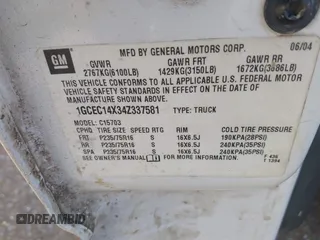 GM
MFD BY GENERAL MOTORS CORP. 06/04
GVWR GAWR FRT GAWR RR
2767KG(6100LB) 1429KG(3150LB) 1672KG(3686LB)
THIS VEHICLE CONFORMS TO ALL APPLICABLE U.S. FEDERAL MOTOR
VEHICLE SAFETY STANDARDS IN EFFECT ON THE DATE OF
MANUFACTURE SHOWN ABOVE.
1GCEC14X34Z337581 TYPE: TRUCK
MODEL: C15703
TIRE SIZE SPEED RTG RIM COLD TIRE PRESSURE
FRT P235/75R16 S 16X6.5J 190KPA(28PSI)
RR P235/75R16 S 16X6.5J 240KPA(35PSI)
SPA P235/75R16 S 16X6.5J 240KPA(35PSI)
SEE OWNER'S MANUAL FOR MORE INFORMATION
DREAMBID